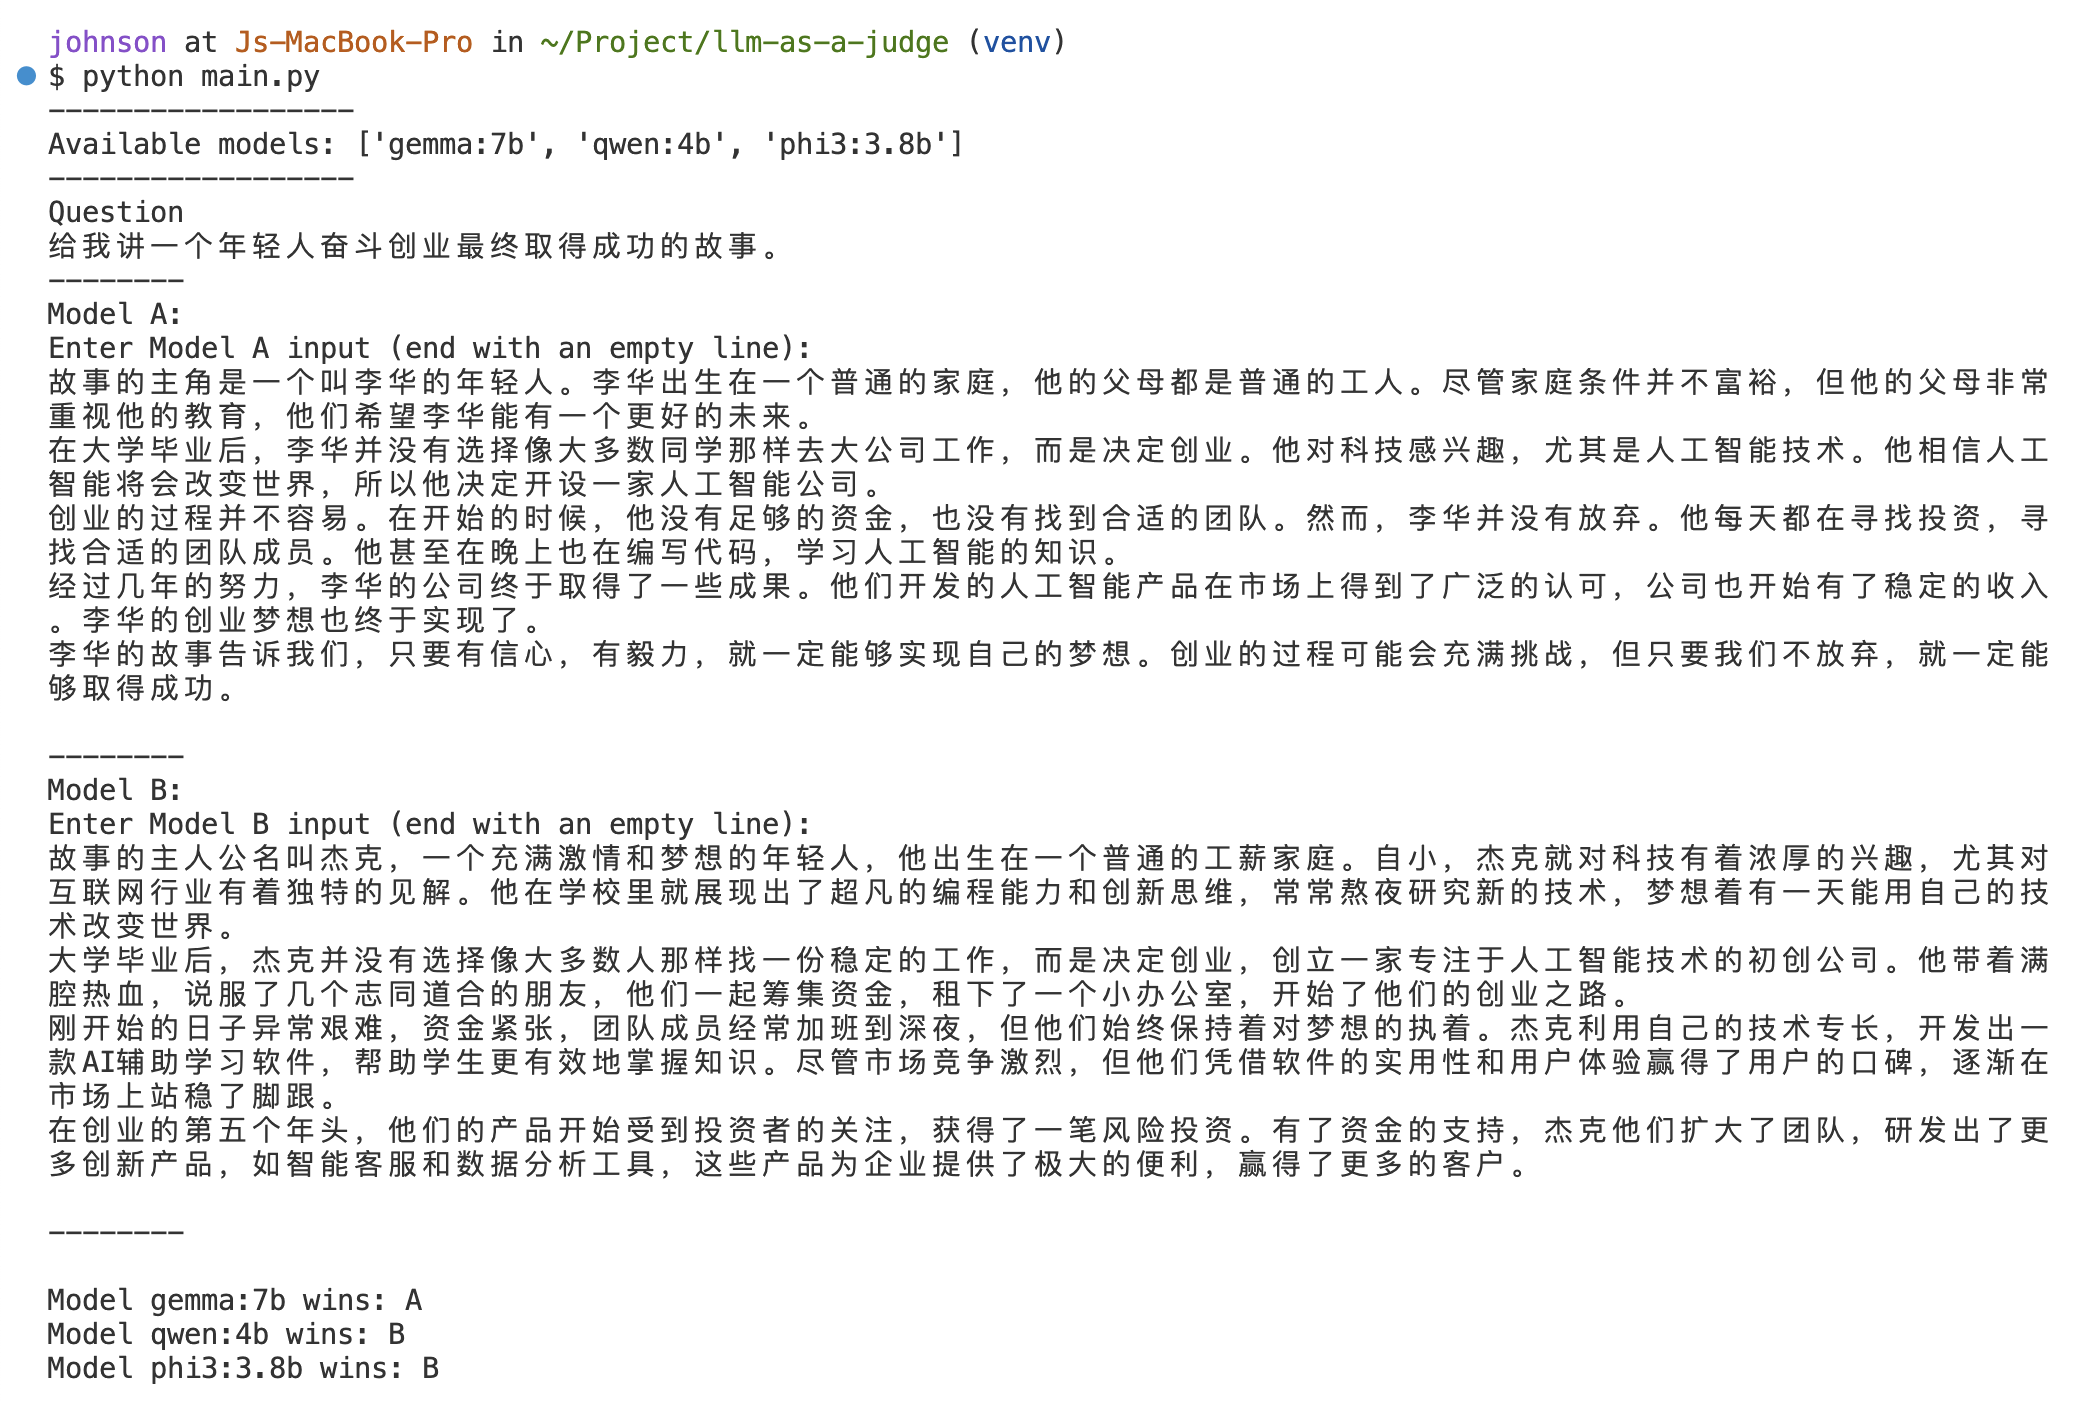 johnson at Js-MacBook-Pro in ~/Project/llm-as-a-judge (venv)
$ python main.py
------------------
Available models: ['gemma:7b', 'qwen:4b', 'phi3:3.8b']
------------------
Question
给我讲一个年轻人奋斗创业最终取得成功的故事。
--------
Model A:
Enter Model A input (end with an empty line):
故事的主角是一个叫李华的年轻人。李华出生在一个普通的家庭，他的父母都是普通的工人。尽管家庭条件并不富裕，但他的父母非常
重视他的教育，他们希望李华能有一个更好的未来。
在大学毕业后，李华并没有选择像大多数同学那样去大公司工作，而是决定创业。他对科技感兴趣，尤其是人工智能技术。他相信人工
智能将会改变世界，所以他决定开设一家人工智能公司。
创业的过程并不容易。在开始的时候，他没有足够的资金，也没有找到合适的团队。然而，李华并没有放弃。他每天都在寻找投资，寻
找合适的团队成员。他甚至在晚上也在编写代码，学习人工智能的知识。
经过几年的努力，李华的公司终于取得了一些成果。他们开发的人工智能产品在市场上得到了广泛的认可，公司也开始有了稳定的收入
。李华的创业梦想也终于实现了。
李华的故事告诉我们，只要有信心，有毅力，就一定能够实现自己的梦想。创业的过程可能会充满挑战，但只要我们不放弃，就一定能
够取得成功。
--------
Model B:
Enter Model B input (end with an empty line):
故事的主人公名叫杰克，一个充满激情和梦想的年轻人，他出生在一个普通的工薪家庭。自小，杰克就对科技有着浓厚的兴趣，尤其对
互联网行业有着独特的见解。他在学校里就展现出了超凡的编程能力和创新思维，常常熬夜研究新的技术，梦想着有一天能用自己的技
术改变世界。
大学毕业后，杰克并没有选择像大多数人那样找一份稳定的工作，而是决定创业，创立一家专注于人工智能技术的初创公司。他带着满
腔热血，说服了几个志同道合的朋友，他们一起筹集资金，租下了一个小办公室，开始了他们的创业之路。
刚开始的日子异常艰难，资金紧张，团队成员经常加班到深夜，但他们始终保持着对梦想的执着。杰克利用自己的技术专长，开发出一
款AI辅助学习软件，帮助学生更有效地掌握知识。尽管市场竞争激烈，但他们凭借软件的实用性和用户体验赢得了用户的口碑，逐渐在
市场上站稳了脚跟。
在创业的第五个年头，他们的产品开始受到投资者的关注，获得了一笔风险投资。有了资金的支持，杰克他们扩大了团队，研发出了更
多创新产品，如智能客服和数据分析工具，这些产品为企业提供了极大的便利，赢得了更多的客户。
--------
Model gemma:7b wins: A
Model qwen:4b wins: B
Model phi3:3.8b wins: B